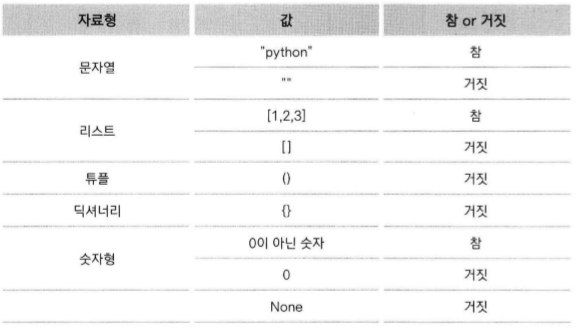 자료형 값 참 or 거짓
문자열 "python" 참
"" 거짓
리스트 [1,2,3] 참
[] 거짓
튜플 () 거짓
딕셔너리 {} 거짓
숫자형 0이 아닌 숫자 참
0 거짓
None 거짓